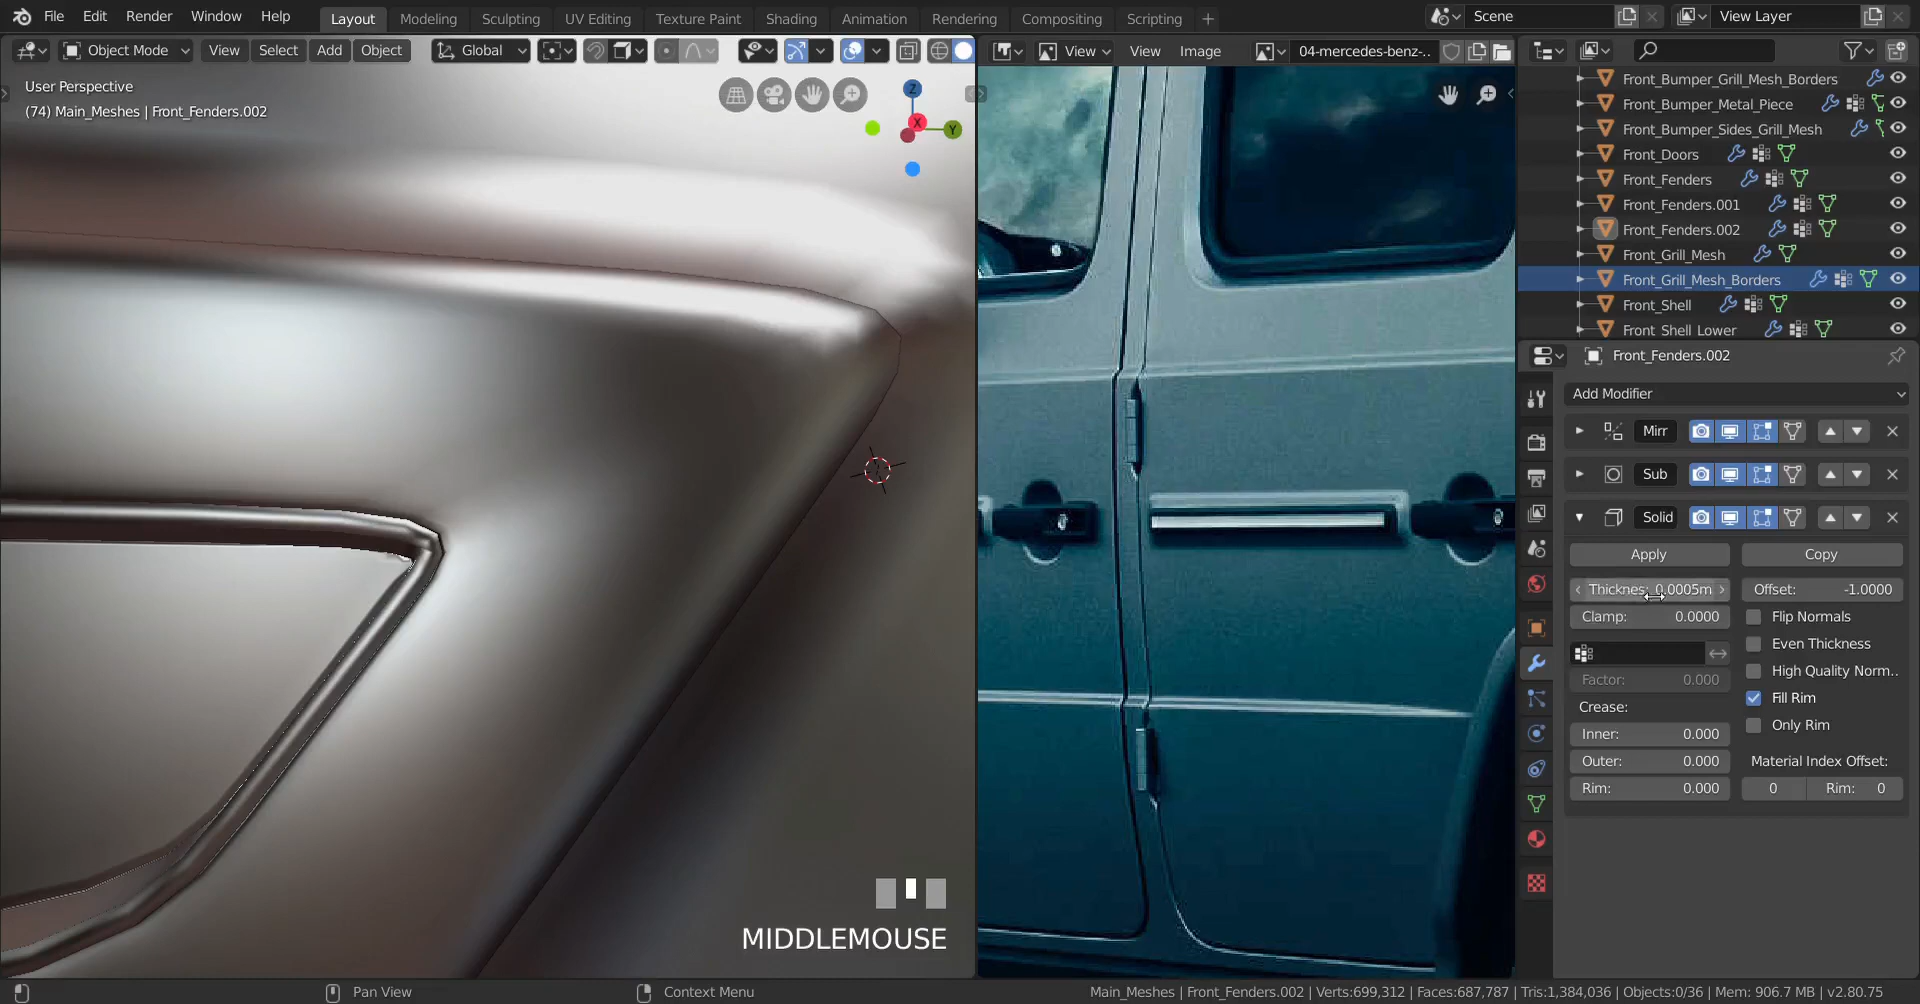 File Edit Render Window Help Layout Modeling Sculpting UV Editing Texture Paint Shading Animation Rendering Compositing Scripting + Scene View Layer
Object Mode View Select Add Object Global View View Image 04-mercedes-benz-..
User Perspective
(74) Main_Meshes | Front_Fenders.002
Z
X
Y
MIDDLEMOUSE
Front_Bumper_Grill_Mesh_Borders
Front_Bumper_Metal_Piece
Front_Bumper_Sides_Grill_Mesh
Front_Doors
Front_Fenders
Front_Fenders.001
Front_Fenders.002
Front_Grill_Mesh
Front_Grill_Mesh_Borders
Front_Shell
Front_Shell_Lower
Front_Fenders.002
Add Modifier
Mirr
Sub
Solid
Apply Copy
Thicknes: 0.0005m Offset: -1.0000
Clamp: 0.0000 Flip Normals
Even Thickness
High Quality Norm..
Factor: 0.000 Fill Rim
Crease: Only Rim
Inner: 0.000
Outer: 0.000 Material Index Offset:
Rim: 0.000 0 Rim: 0
Pan View Context Menu Main_Meshes | Front_Fenders.002 | Verts:699,312 | Faces:687,787 | Tris:1,384,036 | Objects:0/36 | Mem: 906.7 MB | v2.80.75